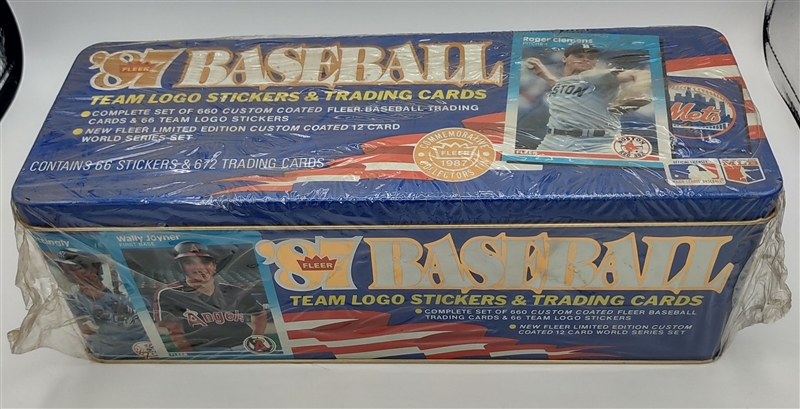 '87 BASEBALL
FLEER
TEAM LOGO STICKERS & TRADING CARDS
• COMPLETE SET OF 660 CUSTOM COATED FLEER BASEBALL TRADING
CARDS & 66 TEAM LOGO STICKERS
• NEW FLEER LIMITED EDITION CUSTOM COATED 12 CARD
WORLD SERIES SET
CONTAINS 66 STICKERS & 672 TRADING CARDS
COMMEMORATIVE
FLEER
1987
COLLECTORS
Roger Clemens
PITCHER
STON
FLEER
Mets
Wally Joyner
FIRST BASE
Angels
FLEER
'87 BASEBALL
FLEER
TEAM LOGO STICKERS & TRADING CARDS
• COMPLETE SET OF 660 CUSTOM COATED FLEER BASEBALL
TRADING CARDS & 66 TEAM LOGO STICKERS
• NEW FLEER LIMITED EDITION CUSTOM
COATED 12 CARD WORLD SERIES SET